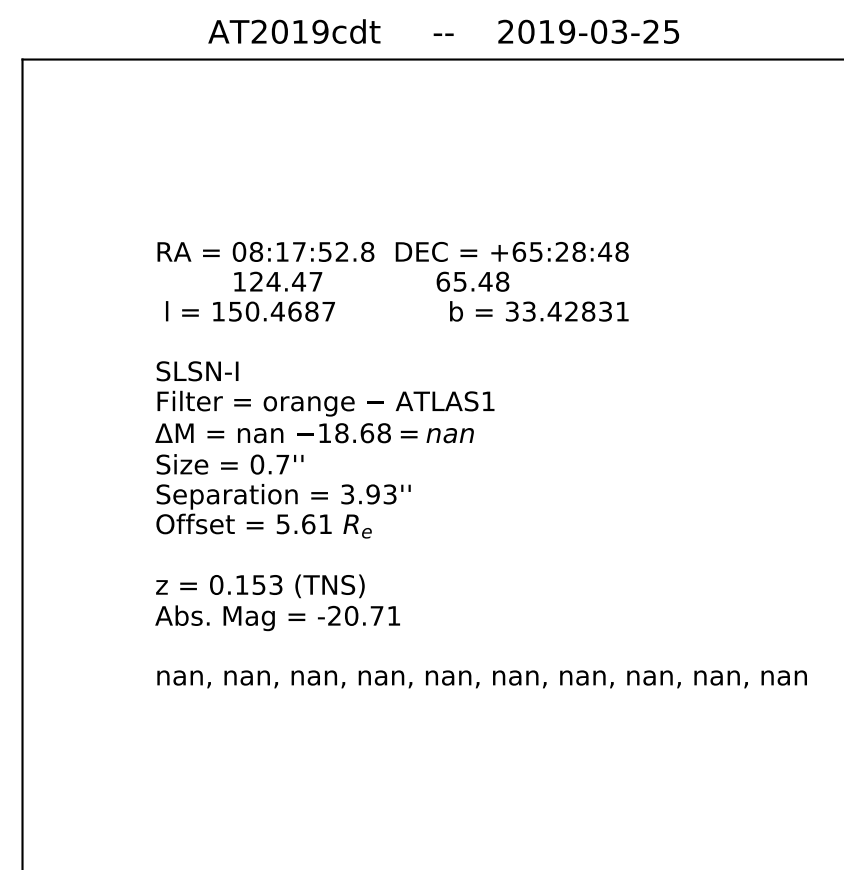 AT2019cdt -- 2019-03-25
RA = 08:17:52.8 DEC = +65:28:48
124.47 65.48
l = 150.4687 b = 33.42831
SLSN-I
Filter = orange − ATLAS1
ΔM = nan −18.68 = nan
Size = 0.7''
Separation = 3.93''
Offset = 5.61 Rₑ
z = 0.153 (TNS)
Abs. Mag = -20.71
nan, nan, nan, nan, nan, nan, nan, nan, nan, nan